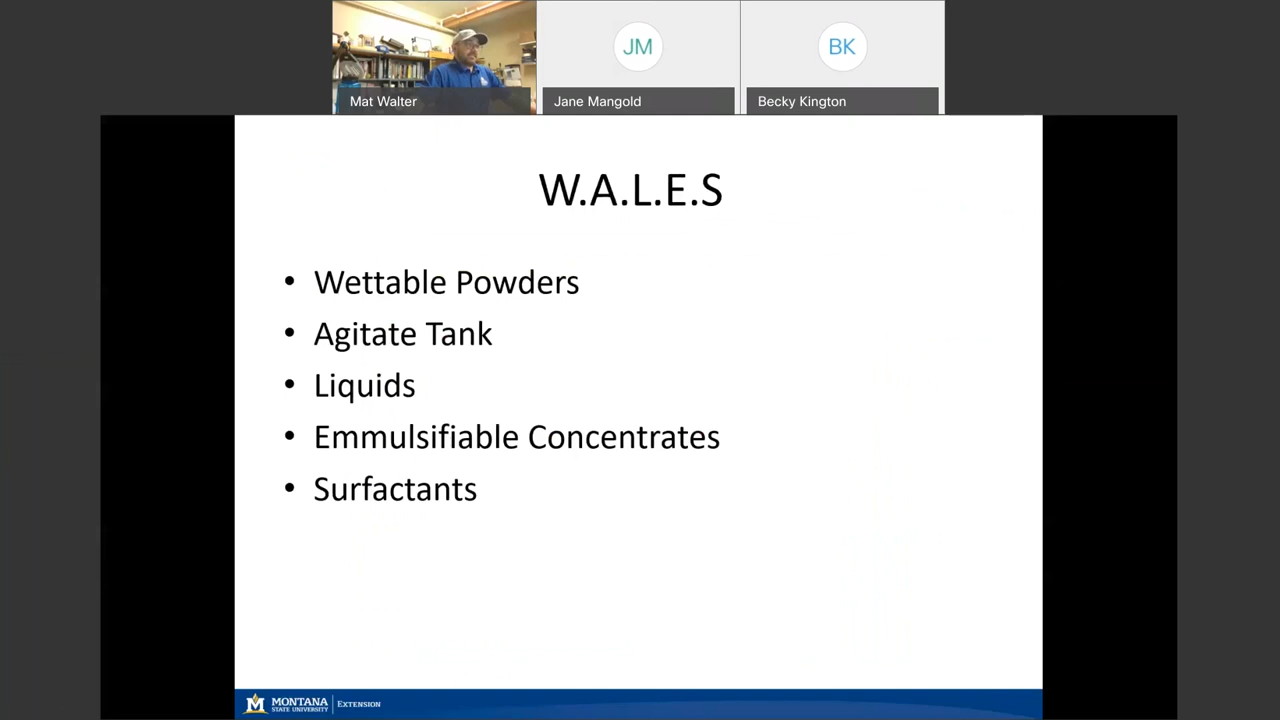 JM
BK
Mat Walter
Jane Mangold
Becky Kington
W.A.L.E.S
• Wettable Powders
• Agitate Tank
• Liquids
• Emmulsifiable Concentrates
• Surfactants
M MONTANA STATE UNIVERSITY EXTENSION